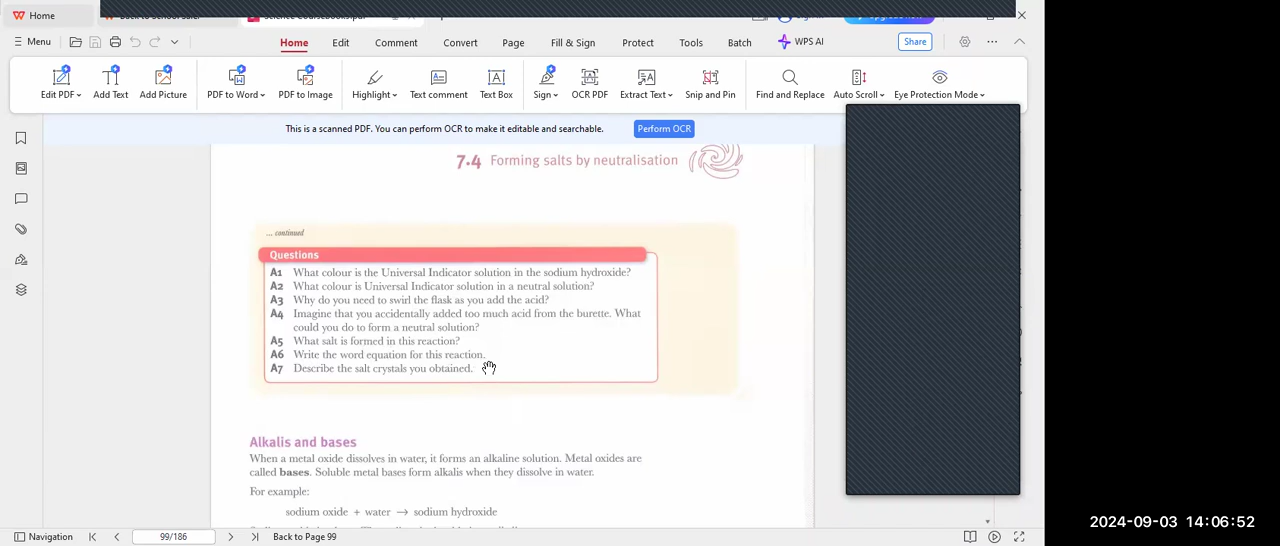 Home
Menu
Home Edit Comment Convert Page Fill & Sign Protect Tools Batch WPS AI
Share
Edit PDF Add Text Add Picture PDF to Word PDF to Image Highlight Text comment Text Box Sign OCR PDF Extract Text Snip and Pin Find and Replace Auto Scroll Eye Protection Mode
This is a scanned PDF. You can perform OCR to make it editable and searchable.
Perform OCR
7.4 Forming salts by neutralisation
... continued
Questions
A1 What colour is the Universal Indicator solution in the sodium hydroxide?
A2 What colour is Universal Indicator solution in a neutral solution?
A3 Why do you need to swirl the flask as you add the acid?
A4 Imagine that you accidentally added too much acid from the burette. What
could you do to form a neutral solution?
A5 What salt is formed in this reaction?
A6 Write the word equation for this reaction.
A7 Describe the salt crystals you obtained.
Alkalis and bases
When a metal oxide dissolves in water, it forms an alkaline solution. Metal oxides are
called bases. Soluble metal bases form alkalis when they dissolve in water.
For example:
sodium oxide + water → sodium hydroxide
Navigation
99/186
Back to Page 99
2024-09-03 14:06:52